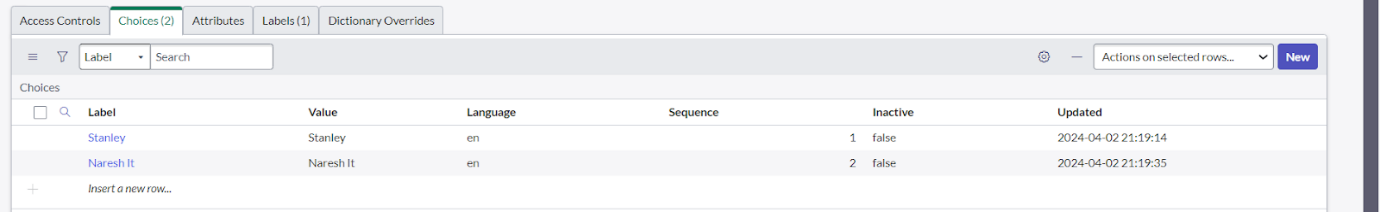 Access Controls Choices (2) Attributes Labels (1) Dictionary Overrides
Label Search Actions on selected rows... New
Choices
Label Value Language Sequence Inactive Updated
Stanley Stanley en 1 false 2024-04-02 21:19:14
Naresh It Naresh It en 2 false 2024-04-02 21:19:35
Insert a new row...